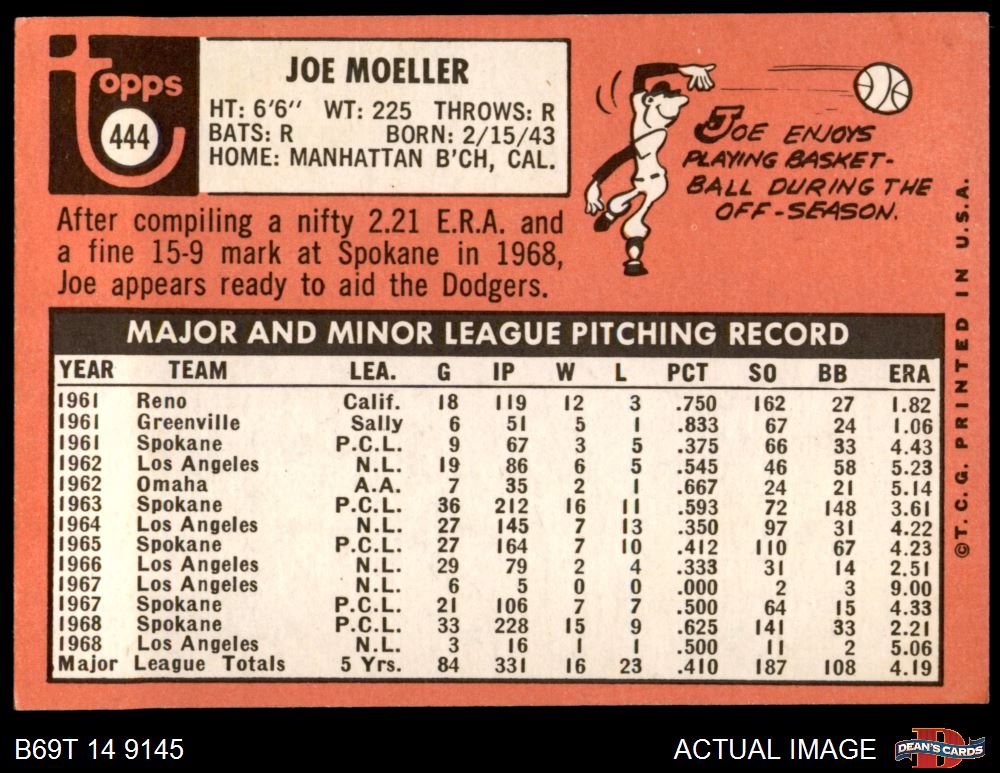 topps
444
JOE MOELLER
HT: 6'6" WT: 225 THROWS: R
BATS: R BORN: 2/15/43
HOME: MANHATTAN B'CH, CAL.
JOE ENJOYS
PLAYING BASKET-
BALL DURING THE
OFF-SEASON.
After compiling a nifty 2.21 E.R.A. and
a fine 15-9 mark at Spokane in 1968,
Joe appears ready to aid the Dodgers.
MAJOR AND MINOR LEAGUE PITCHING RECORD
YEAR TEAM LEA. G IP W L PCT SO BB ERA
1961 Reno Calif. 18 119 12 3 .750 162 27 1.82
1961 Greenville Sally 6 51 5 1 .833 67 24 1.06
1961 Spokane P.C.L. 9 67 3 5 .375 66 33 4.43
1962 Los Angeles N.L. 19 86 6 5 .545 46 58 5.23
1962 Omaha A.A. 7 35 2 1 .667 24 21 5.14
1963 Spokane P.C.L. 36 212 16 11 .593 72 148 3.61
1964 Los Angeles N.L. 27 145 7 13 .350 97 31 4.22
1965 Spokane P.C.L. 27 164 7 10 .412 110 67 4.23
1966 Los Angeles N.L. 29 79 2 4 .333 31 14 2.51
1967 Los Angeles N.L. 6 5 0 0 .000 2 3 9.00
1967 Spokane P.C.L. 21 106 7 7 .500 64 15 4.33
1968 Spokane P.C.L. 33 228 15 9 .625 141 33 2.21
1968 Los Angeles N.L. 3 16 1 1 .500 11 2 5.06
Major League Totals 5 Yrs. 84 331 16 23 .410 187 108 4.19
©T.C.G. PRINTED IN U.S.A.
B69T 14 9145
ACTUAL IMAGE
D
DEAN'S CARDS